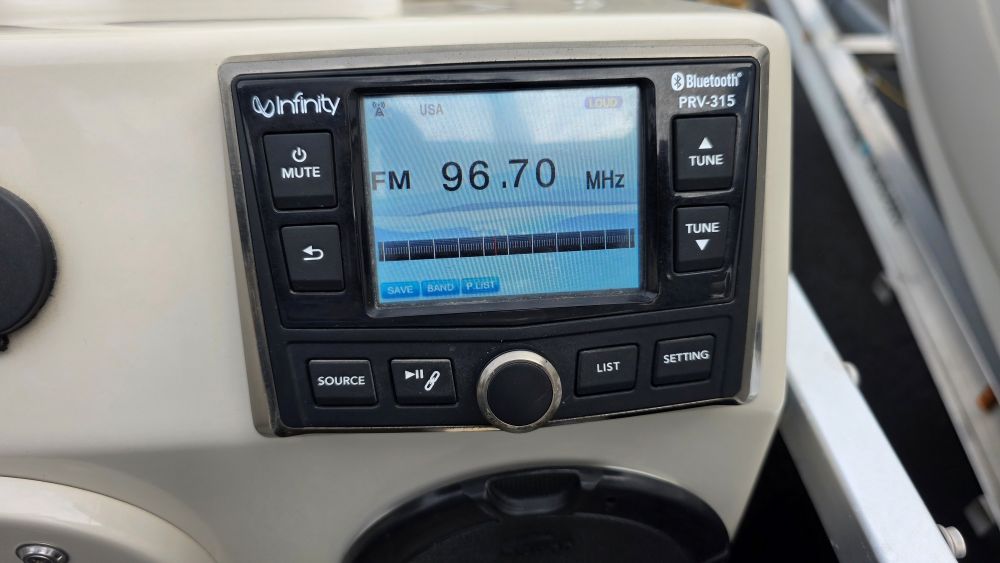 Infinity
Bluetooth®
PRV-315
MUTE
USA
LOUD
FM 96.70 MHz
TUNE
TUNE
SAVE BAND P.LIST
SOURCE
LIST
SETTING